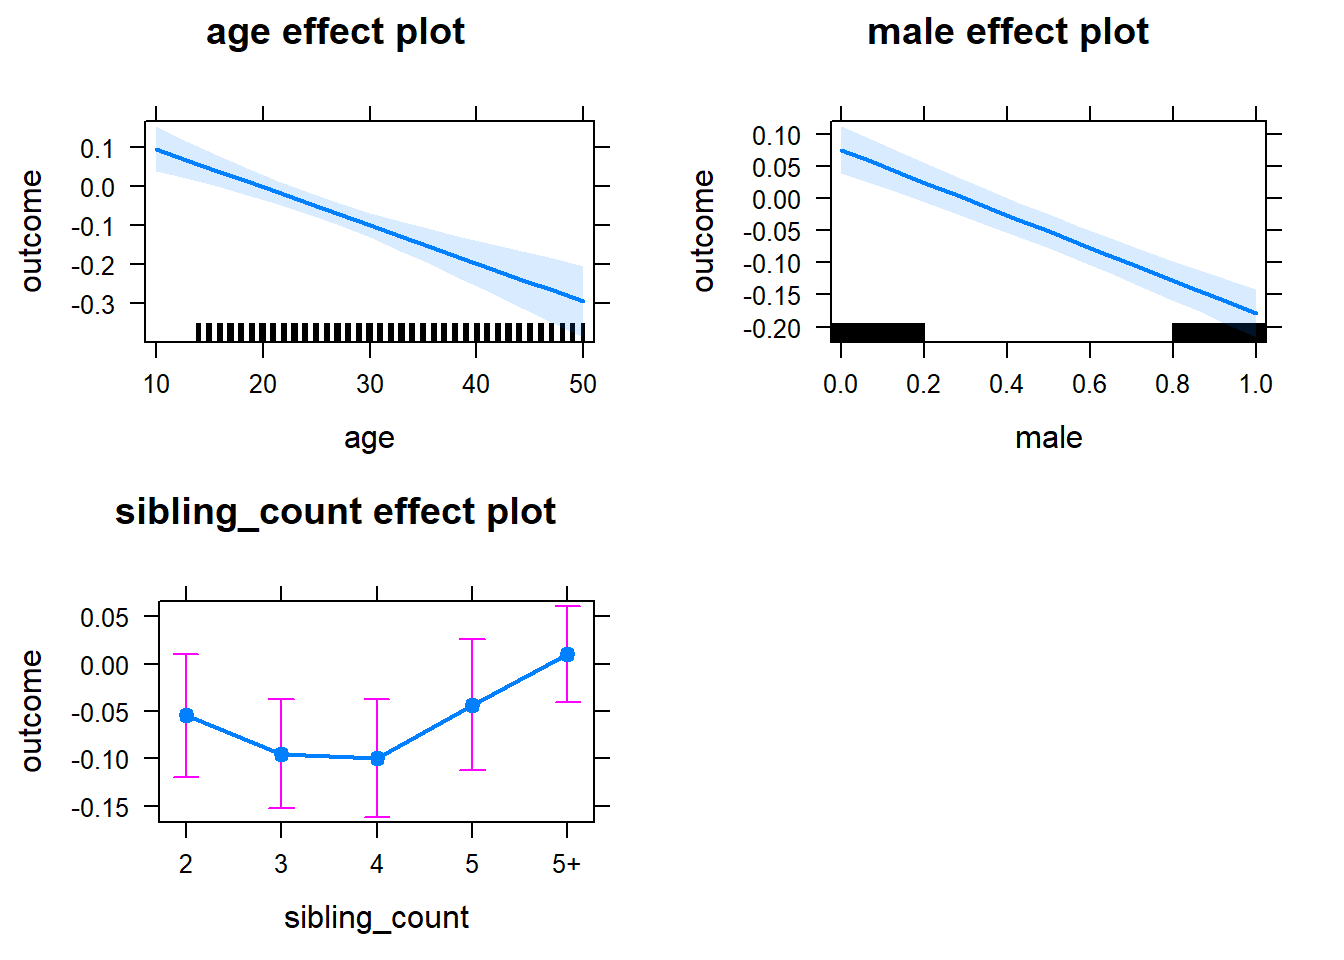 age effect plot
outcome
0.1
0.0
-0.1
-0.2
-0.3
10 20 30 40 50
age
male effect plot
outcome
0.10
0.05
0.00
-0.05
-0.10
-0.15
-0.20
0.0 0.2 0.4 0.6 0.8 1.0
male
sibling_count effect plot
outcome
0.05
0.00
-0.05
-0.10
-0.15
2 3 4 5 5+
sibling_count